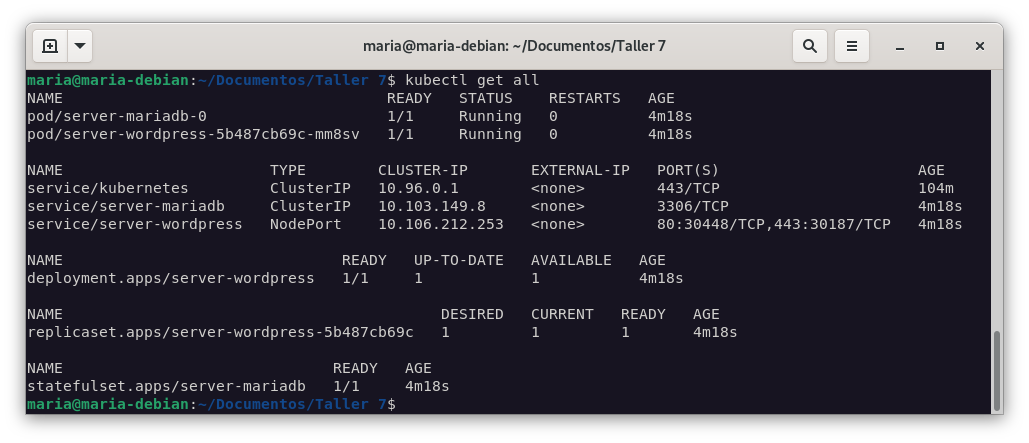 maria@maria-debian: ~/Documentos/Taller 7
maria@maria-debian:~/Documentos/Taller 7$ kubectl get all
NAME                                    READY   STATUS    RESTARTS   AGE
pod/server-mariadb-0                    1/1     Running   0          4m18s
pod/server-wordpress-5b487cb69c-mm8sv   1/1     Running   0          4m18s
NAME                       TYPE        CLUSTER-IP       EXTERNAL-IP   PORT(S)                      AGE
service/kubernetes         ClusterIP   10.96.0.1        <none>        443/TCP                      104m
service/server-mariadb     ClusterIP   10.103.149.8     <none>        3306/TCP                     4m18s
service/server-wordpress   NodePort    10.106.212.253   <none>        80:30448/TCP,443:30187/TCP   4m18s
NAME                               READY   UP-TO-DATE   AVAILABLE   AGE
deployment.apps/server-wordpress   1/1     1            1           4m18s
NAME                                          DESIRED   CURRENT   READY   AGE
replicaset.apps/server-wordpress-5b487cb69c   1         1         1       4m18s
NAME                              READY   AGE
statefulset.apps/server-mariadb   1/1     4m18s
maria@maria-debian:~/Documentos/Taller 7$